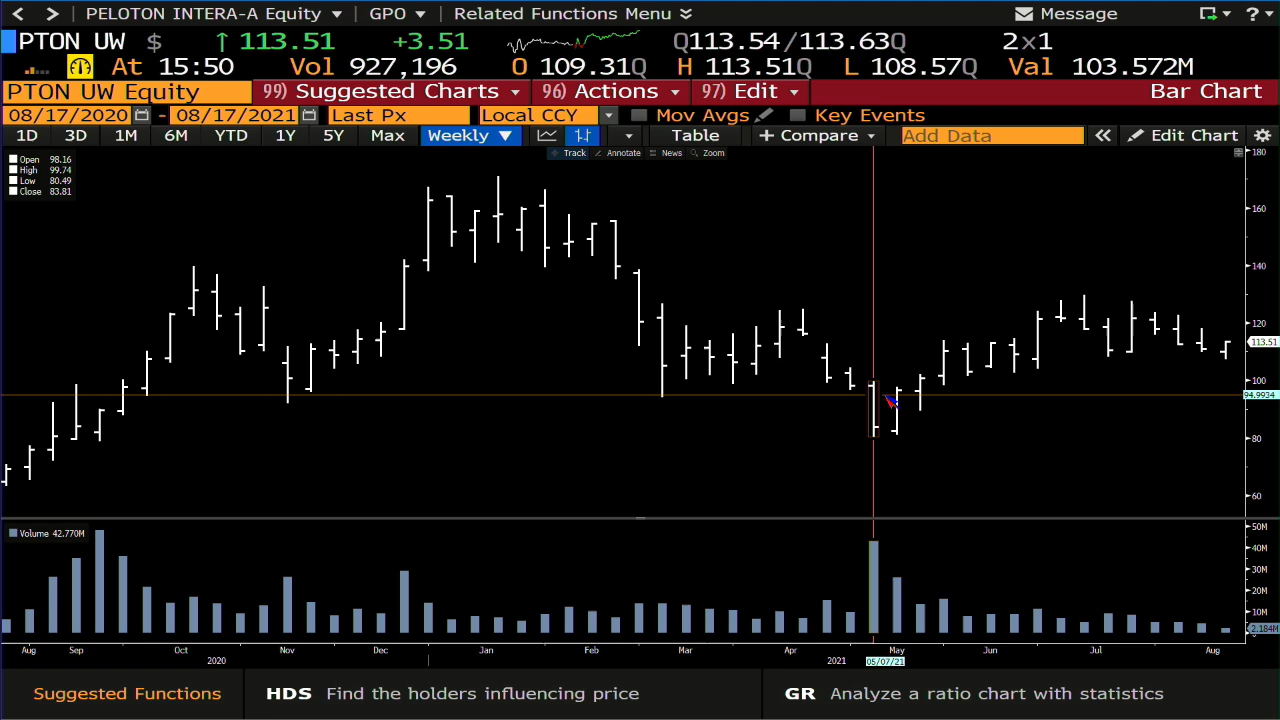 PELOTON INTERA-A Equity GPO Related Functions Menu Message ?
PTON UW $ ↑ 113.51 +3.51 Q113.54/113.63Q 2×1
At 15:50 Vol 927,196 O 109.31Q H 113.51Q L 108.57Q Val 103.572M
PTON UW Equity 99) Suggested Charts 96) Actions 97) Edit Bar Chart
08/17/2020 - 08/17/2021 Last Px Local CCY Mov Avgs Key Events
1D 3D 1M 6M YTD 1Y 5Y Max Weekly ▼ Table + Compare Add Data « Edit Chart
Track Annotate News Zoom
Open 98.16
High 99.74
Low 80.49
Close 83.81
180
160
140
120
113.51
100
94.9934
80
60
Volume 42.770M
50M
40M
30M
20M
10M
2.184M
Aug Sep Oct Nov Dec Jan Feb Mar Apr May Jun Jul Aug
2020 2021 05/07/21
Suggested Functions HDS Find the holders influencing price GR Analyze a ratio chart with statistics